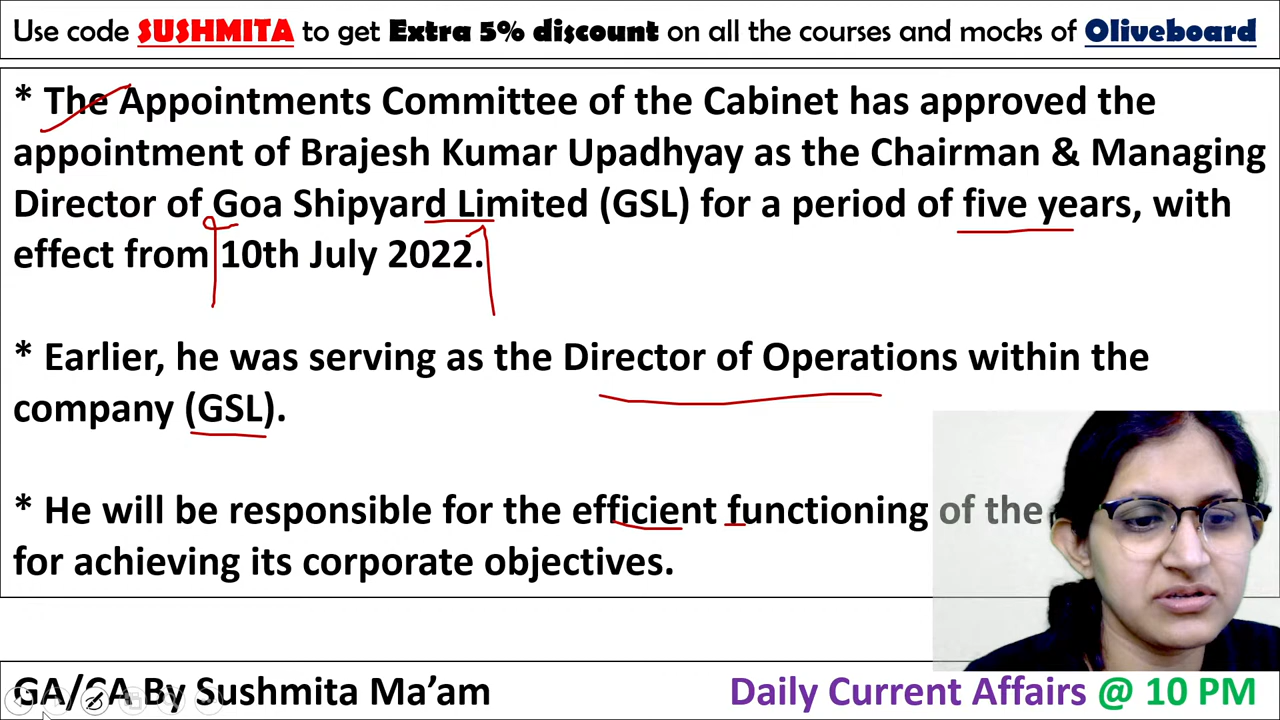 Use code SUSHMITA to get Extra 5% discount on all the courses and mocks of Oliveboard
* The Appointments Committee of the Cabinet has approved the
appointment of Brajesh Kumar Upadhyay as the Chairman & Managing
Director of Goa Shipyard Limited (GSL) for a period of five years, with
effect from 10th July 2022.
* Earlier, he was serving as the Director of Operations within the
company (GSL).
* He will be responsible for the efficient functioning of the
for achieving its corporate objectives.
GA/CA By Sushmita Ma’am
Daily Current Affairs @ 10 PM